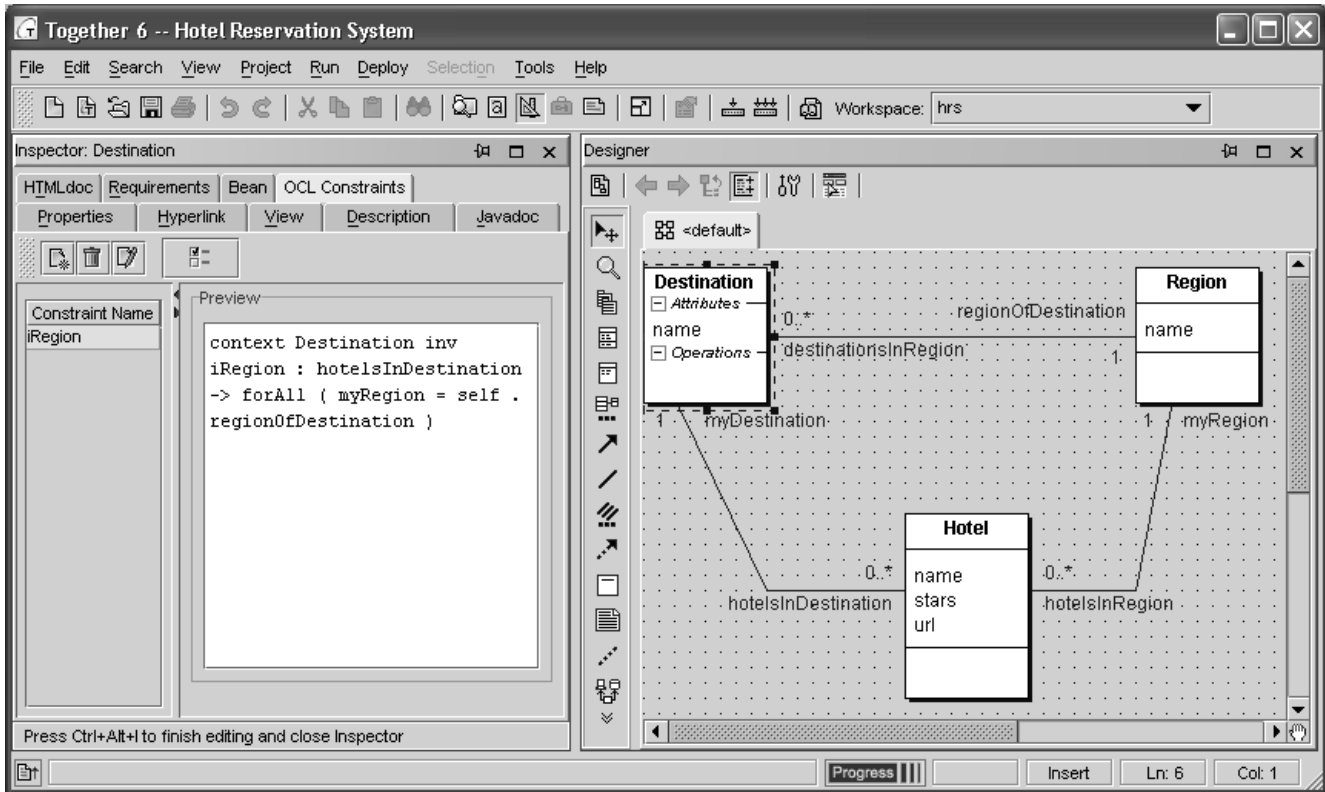 Together 6 -- Hotel Reservation System
File Edit Search View Project Run Deploy Selection Tools Help
Workspace: hrs
Inspector: Destination
HTMLdoc Requirements Bean OCL Constraints
Properties Hyperlink View Description Javadoc
Constraint Name
iRegion
Preview
context Destination inv
iRegion : hotelsInDestination
-> forAll ( myRegion = self .
regionOfDestination )
Press Ctrl+Alt+I to finish editing and close Inspector
Designer
<default>
Destination
Attributes
name
Operations
0..*
regionOfDestination
destinationsInRegion
1
Region
name
1 myDestination
1 myRegion
Hotel
name
stars
url
0..*
hotelsInDestination
0..*
hotelsInRegion
Progress
Insert
Ln: 6
Col: 1